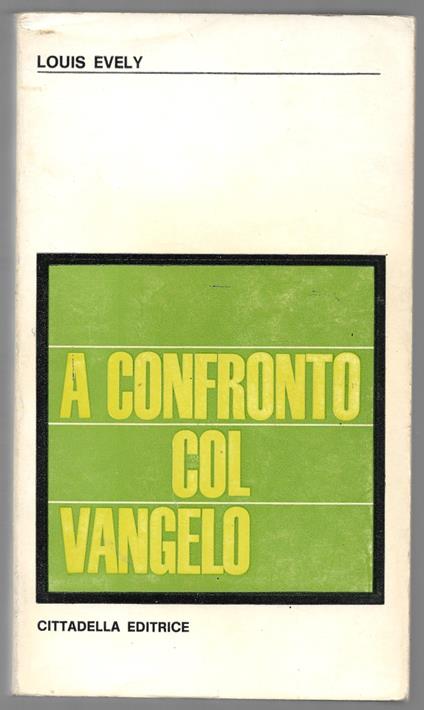 LOUIS EVELY
A CONFRONTO
COL
VANGELO
CITTADELLA EDITRICE